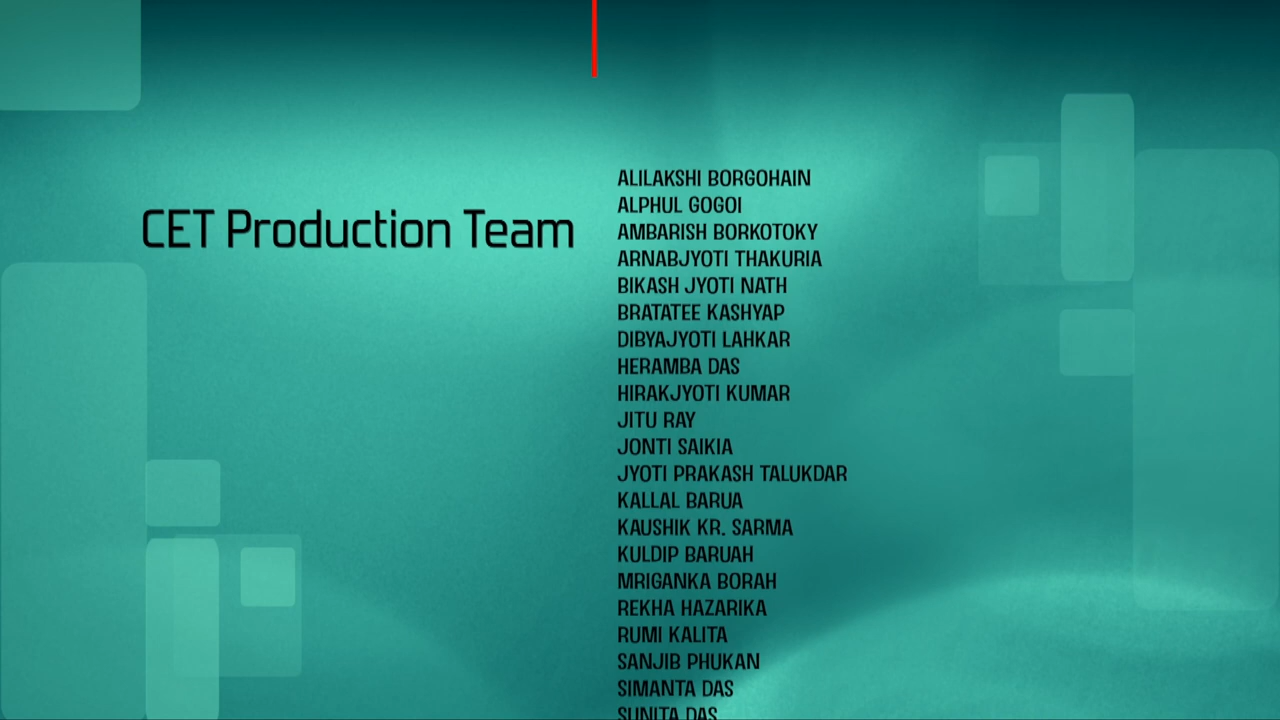 CET Production Team
ALILAKSHI BORGOHAIN
ALPHUL GOGOI
AMBARISH BORKOTOKY
ARNABJYOTI THAKURIA
BIKASH JYOTI NATH
BRATATEE KASHYAP
DIBYAJYOTI LAHKAR
HERAMBA DAS
HIRAKJYOTI KUMAR
JITU RAY
JONTI SAIKIA
JYOTI PRAKASH TALUKDAR
KALLAL BARUA
KAUSHIK KR. SARMA
KULDIP BARUAH
MRIGANKA BORAH
REKHA HAZARIKA
RUMI KALITA
SANJIB PHUKAN
SIMANTA DAS
SUNITA DAS